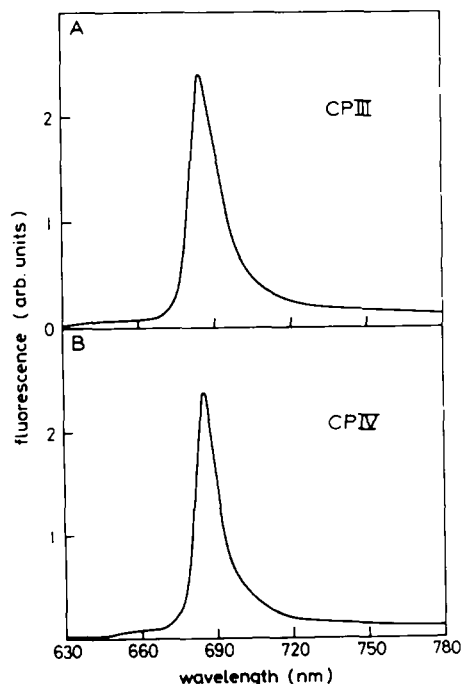 A
CPIII
2
1
0
fluorescence (arb. units)
B
CPIV
2
1
630 660 690 720 750 780
wavelength (nm)